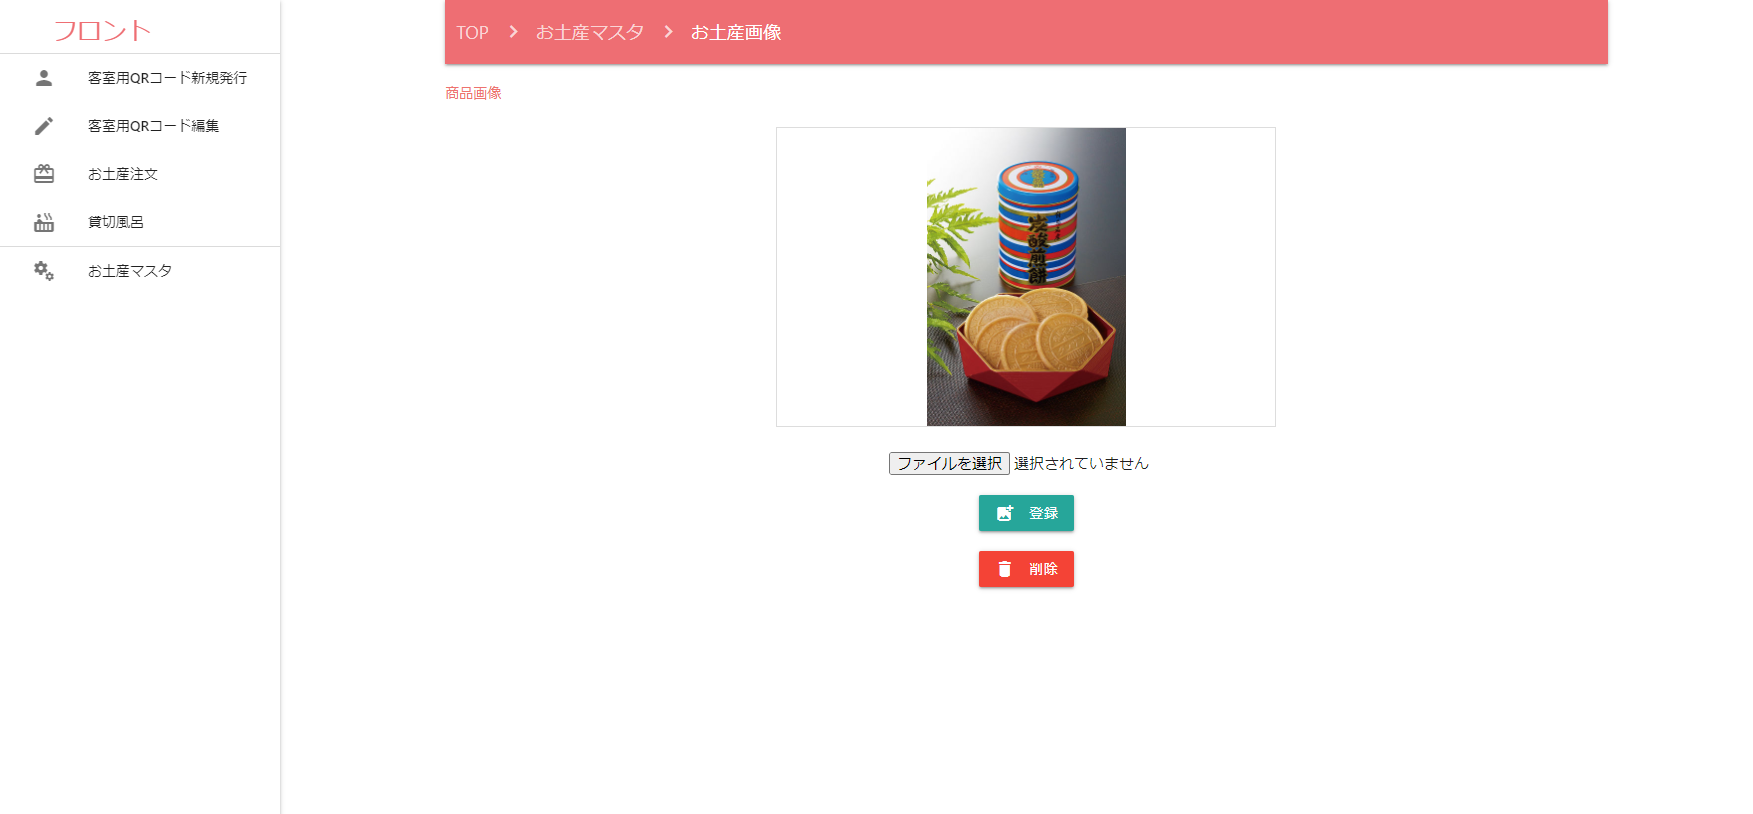 フロント
客室用QRコード新規発行
客室用QRコード編集
お土産注文
貸切風呂
お土産マスタ
TOP > お土産マスタ > お土産画像
商品画像
炭酸煎餅
ファイルを選択 選択されていません
登録
削除